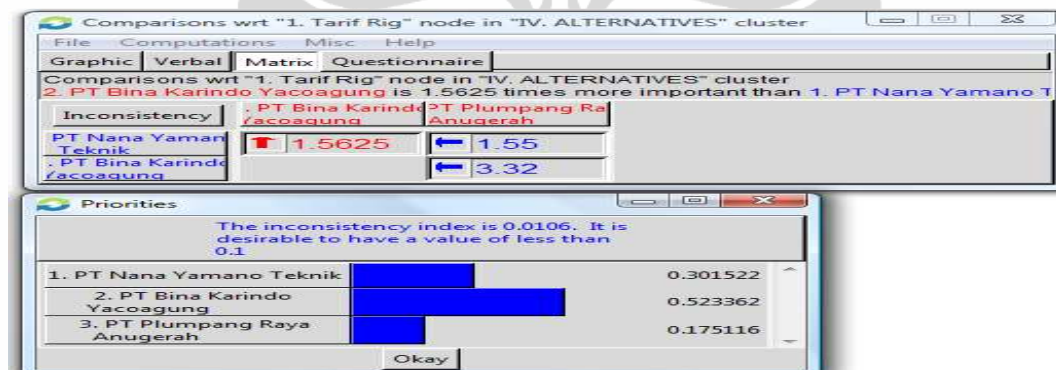 Comparisons wrt "1. Tarif Rig" node in "IV. ALTERNATIVES" cluster
File Computations Misc Help
Graphic Verbal Matrix Questionnaire
Comparisons wrt "1. Tarif Rig" node in "IV. ALTERNATIVES" cluster
2. PT Bina Karindo Yacoagung is 1.5625 times more important than 1. PT Nana Yamano T
Inconsistency
. PT Bina Karindo
Yacoagung
PT Plumpang Ra
Anugerah
PT Nana Yaman
Teknik
1.5625
1.55
. PT Bina Karindo
Yacoagung
3.32
Priorities
The inconsistency index is 0.0106. It is
desirable to have a value of less than
0.1
1. PT Nana Yamano Teknik 0.301522
2. PT Bina Karindo
Yacoagung
0.523362
3. PT Plumpang Raya
Anugerah
0.175116
Okay